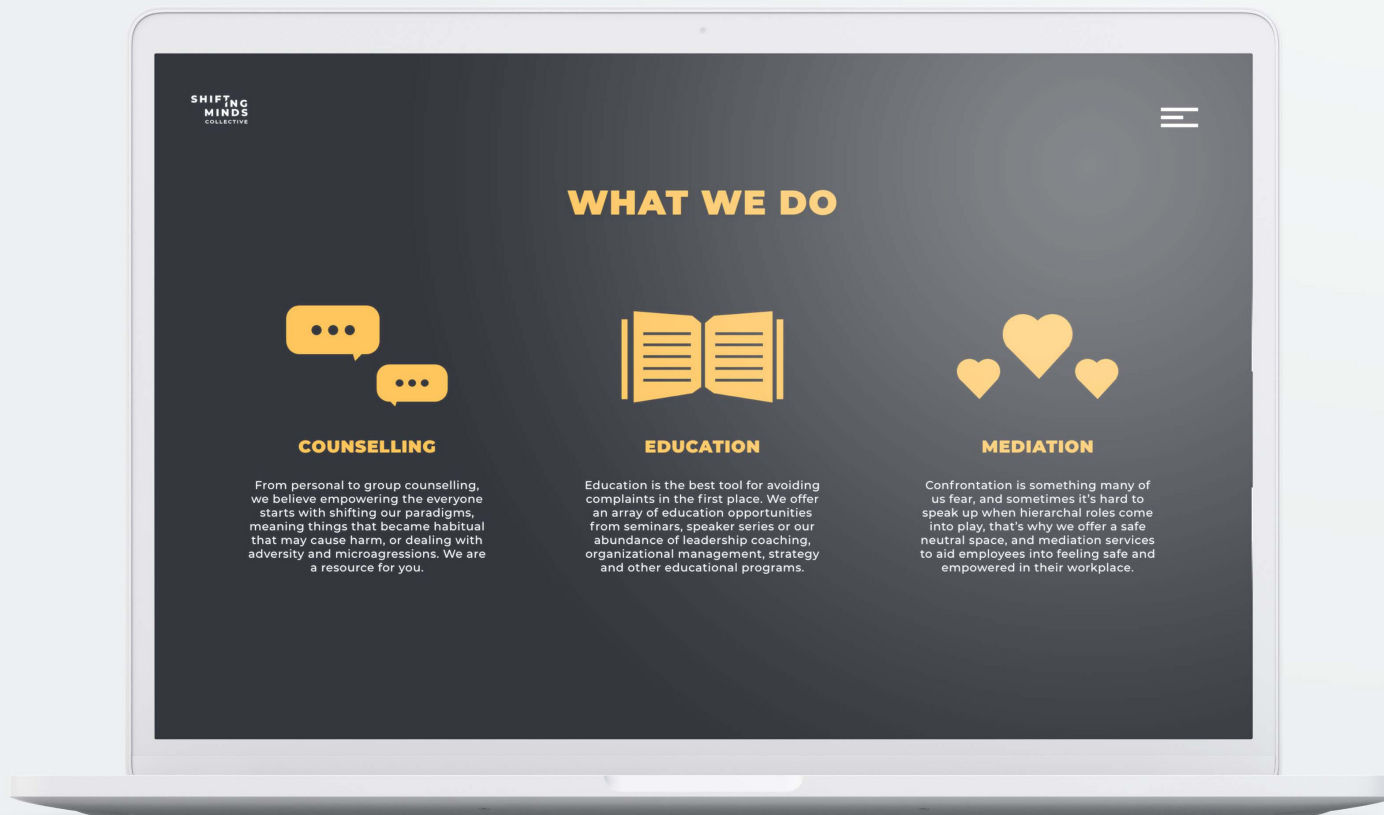 SHIFTING
MINDS
COLLECTIVE
WHAT WE DO
COUNSELLING
From personal to group counselling,
we believe empowering the everyone
starts with shifting our paradigms,
meaning things that became habitual
that may cause harm, or dealing with
adversity and microagressions. We are
a resource for you.
EDUCATION
Education is the best tool for avoiding
complaints in the first place. We offer
an array of education opportunities
from seminars, speaker series or our
abundance of leadership coaching,
organizational management, strategy
and other educational programs.
MEDIATION
Confrontation is something many of
us fear, and sometimes it’s hard to
speak up when hierarchal roles come
into play, that’s why we offer a safe
neutral space, and mediation services
to aid employees into feeling safe and
empowered in their workplace.